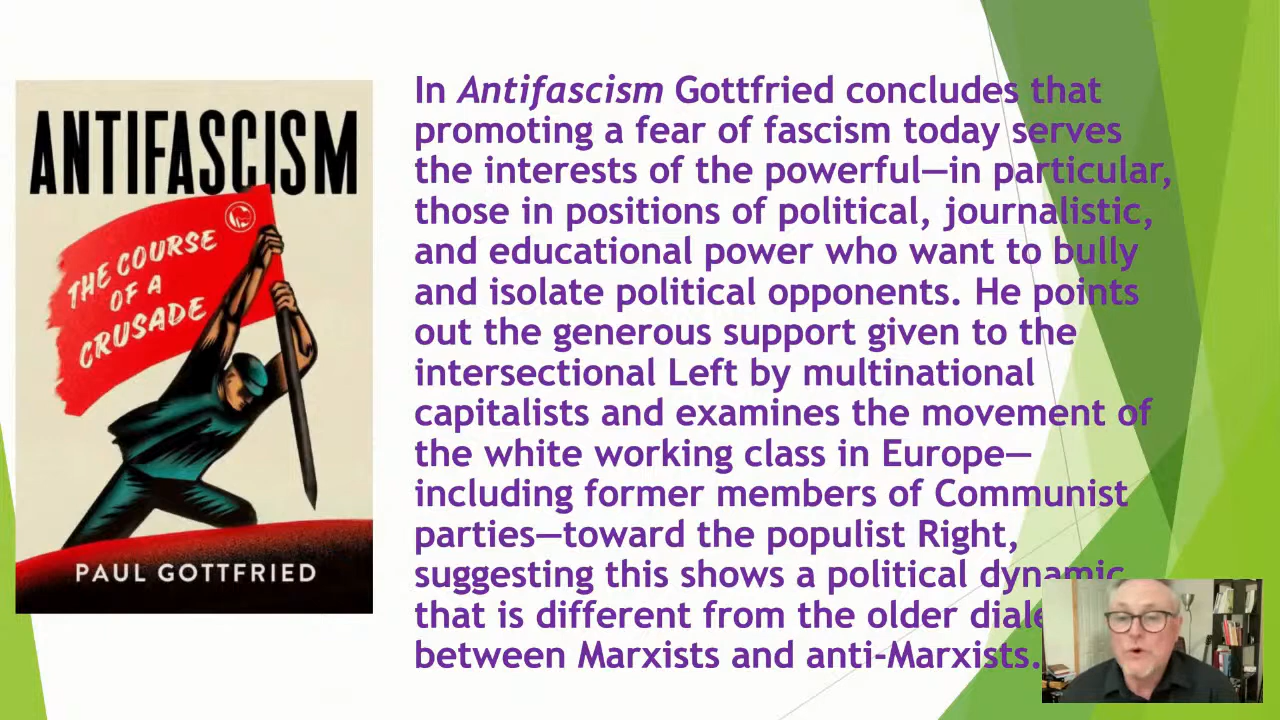 ANTIFASCISM
THE COURSE
OF A
CRUSADE
PAUL GOTTFRIED
In Antifascism Gottfried concludes that
promoting a fear of fascism today serves
the interests of the powerful—in particular,
those in positions of political, journalistic,
and educational power who want to bully
and isolate political opponents. He points
out the generous support given to the
intersectional Left by multinational
capitalists and examines the movement of
the white working class in Europe—
including former members of Communist
parties—toward the populist Right,
suggesting this shows a political dynamic
that is different from the older
between Marxists and anti-Marxists.